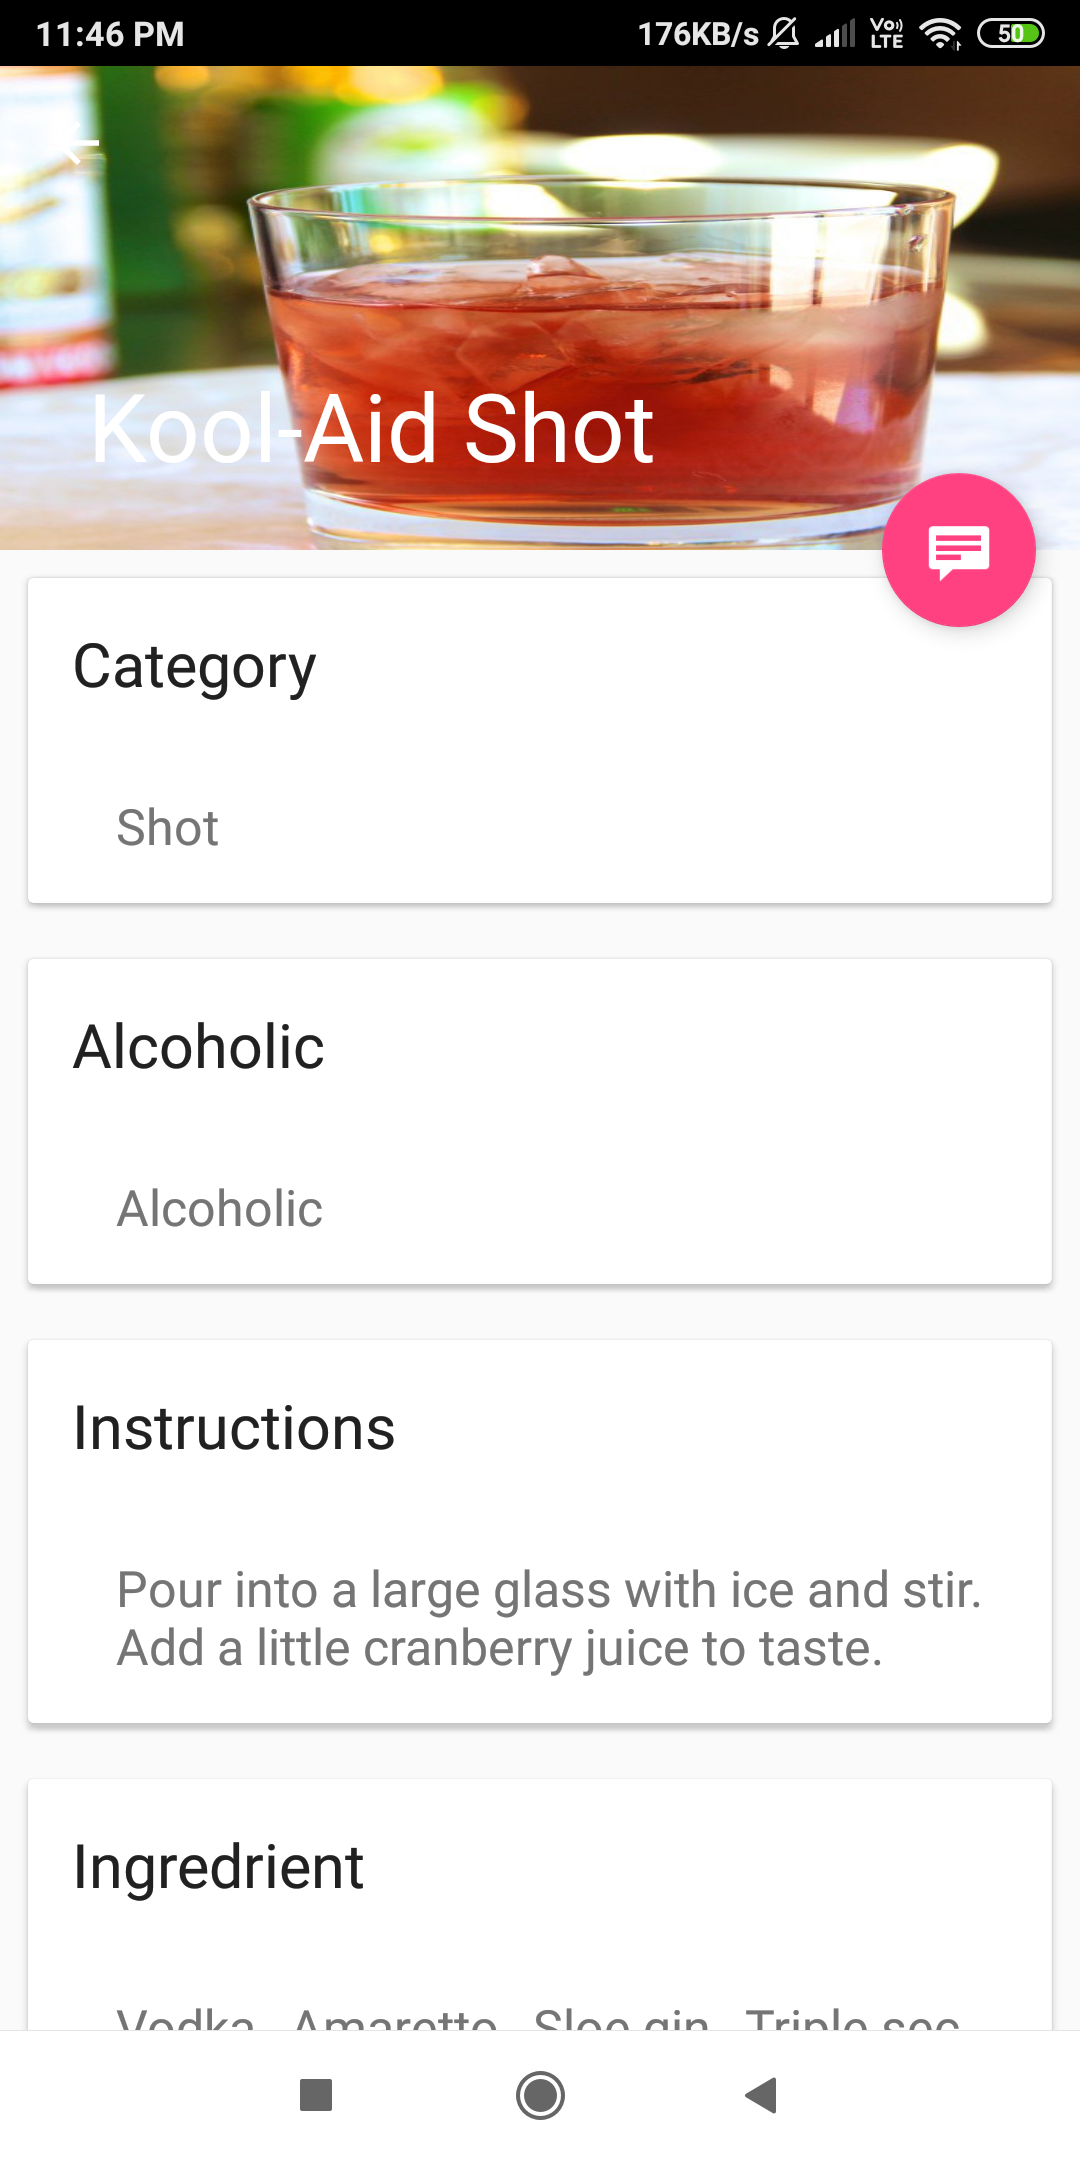 11:46 PM 176KB/s Vo)) LTE 50
Kool-Aid Shot
Category
Shot
Alcoholic
Alcoholic
Instructions
Pour into a large glass with ice and stir.
Add a little cranberry juice to taste.
Ingredrient
Vodka Amaretto Sloe gin Triple sec